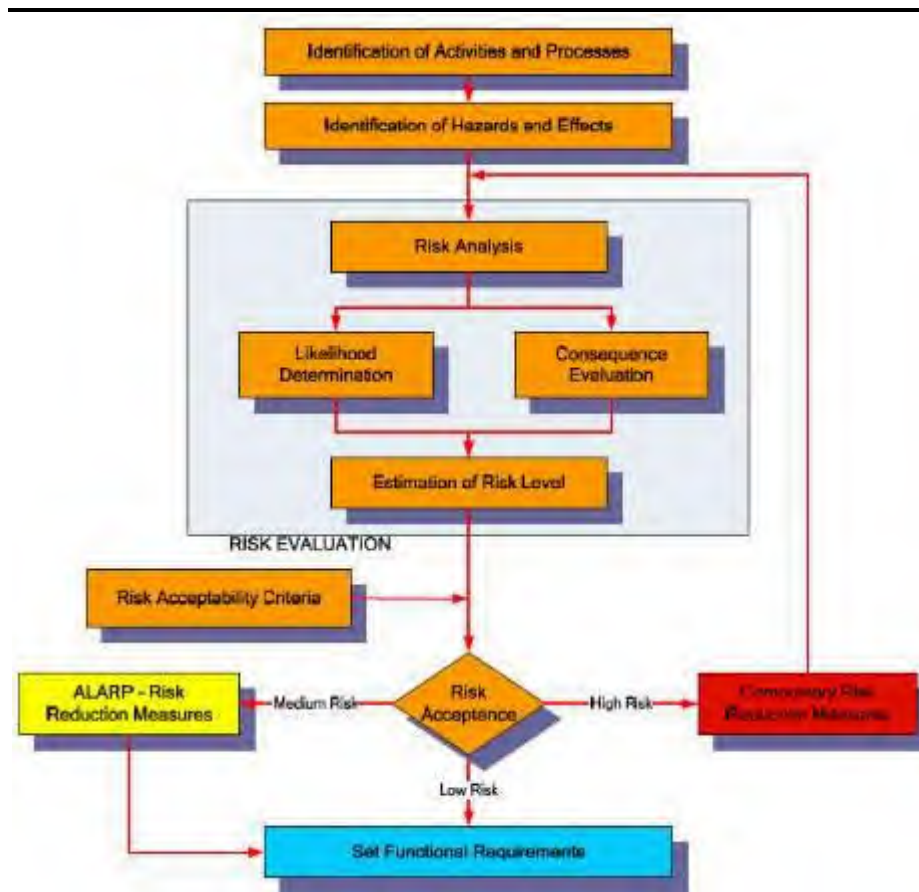 Identification of Activities and Processes
Identification of Hazards and Effects
Risk Analysis
Likelihood
Determination
Consequence
Evaluation
Estimation of Risk Level
RISK EVALUATION
Risk Acceptability Criteria
ALARP - Risk
Reduction Measures
Medium Risk
Risk
Acceptance
High Risk
Compulsory Risk
Reduction Measures
Low Risk
Set Functional Requirements